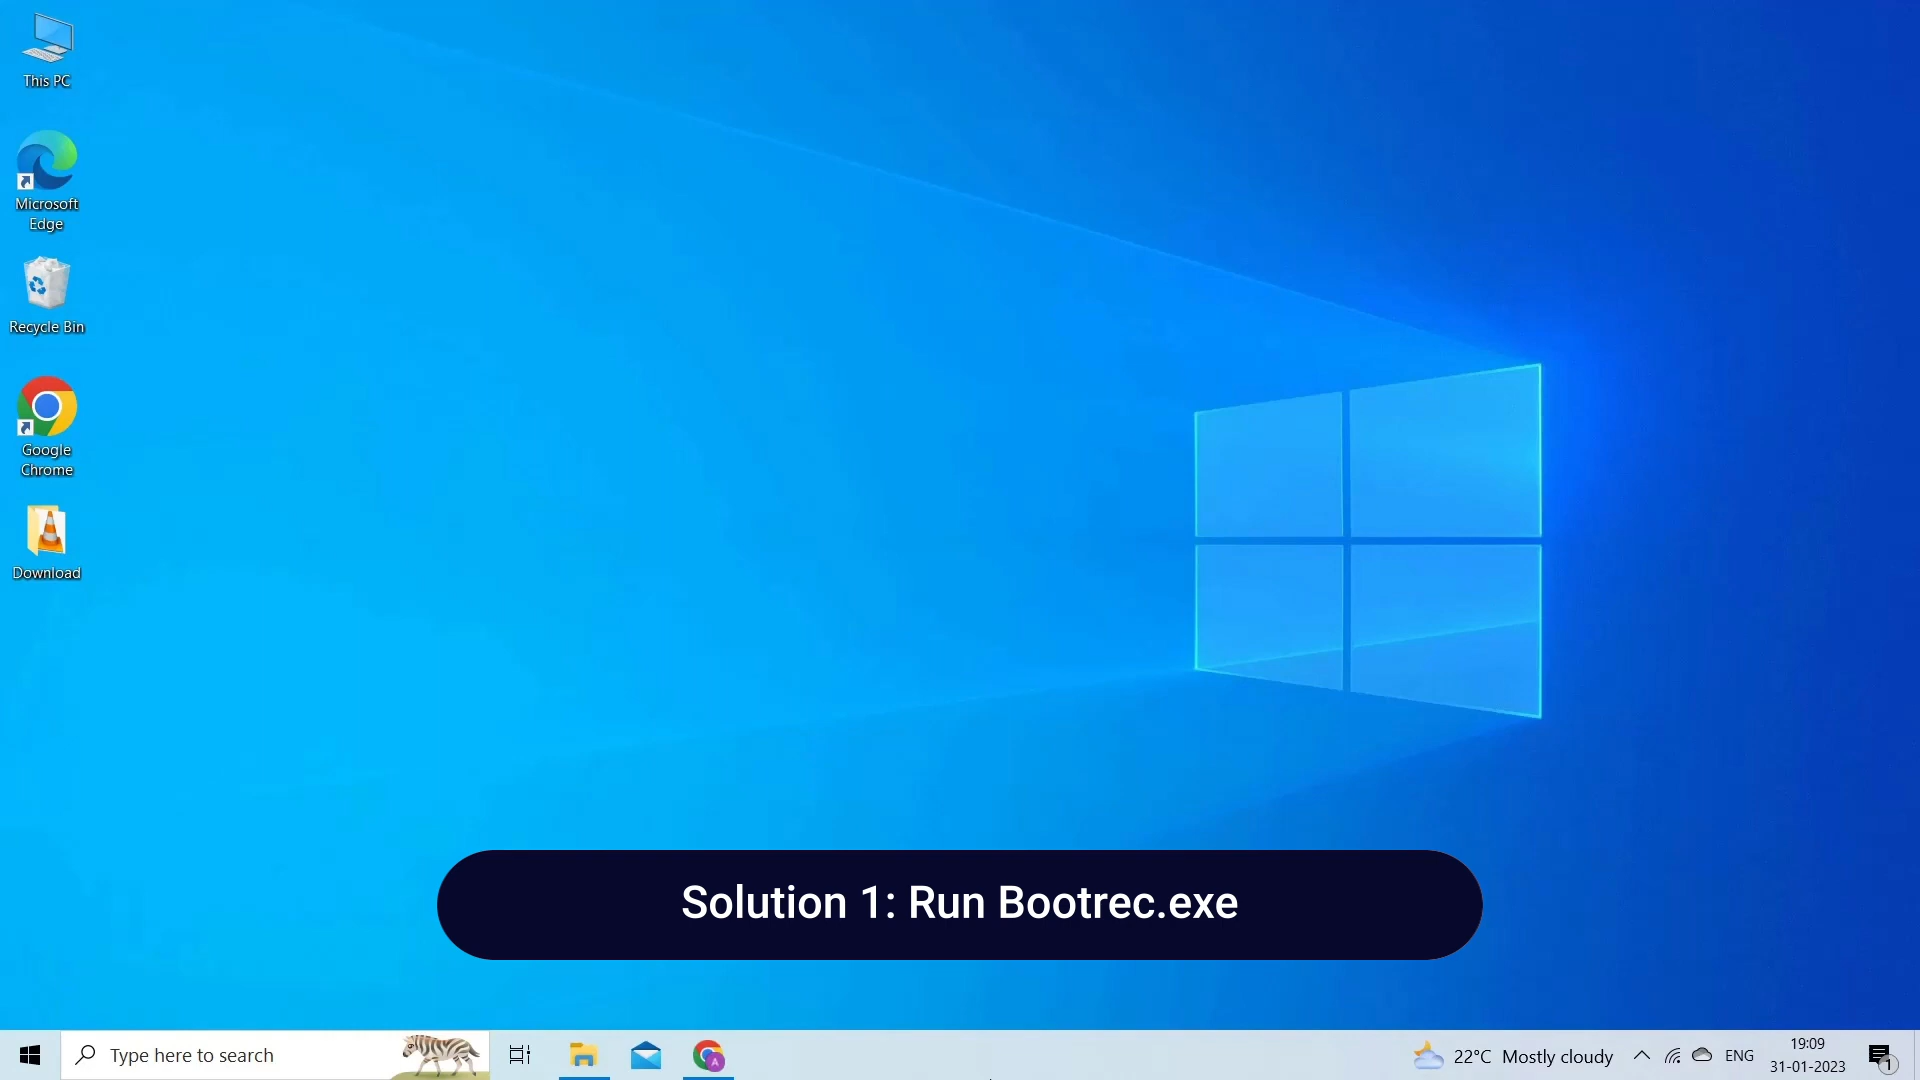 This PC
Microsoft
Edge
Recycle Bin
Google
Chrome
Download
Solution 1: Run Bootrec.exe
Type here to search
A
22°C Mostly cloudy
ENG
19:09
31-01-2023
1